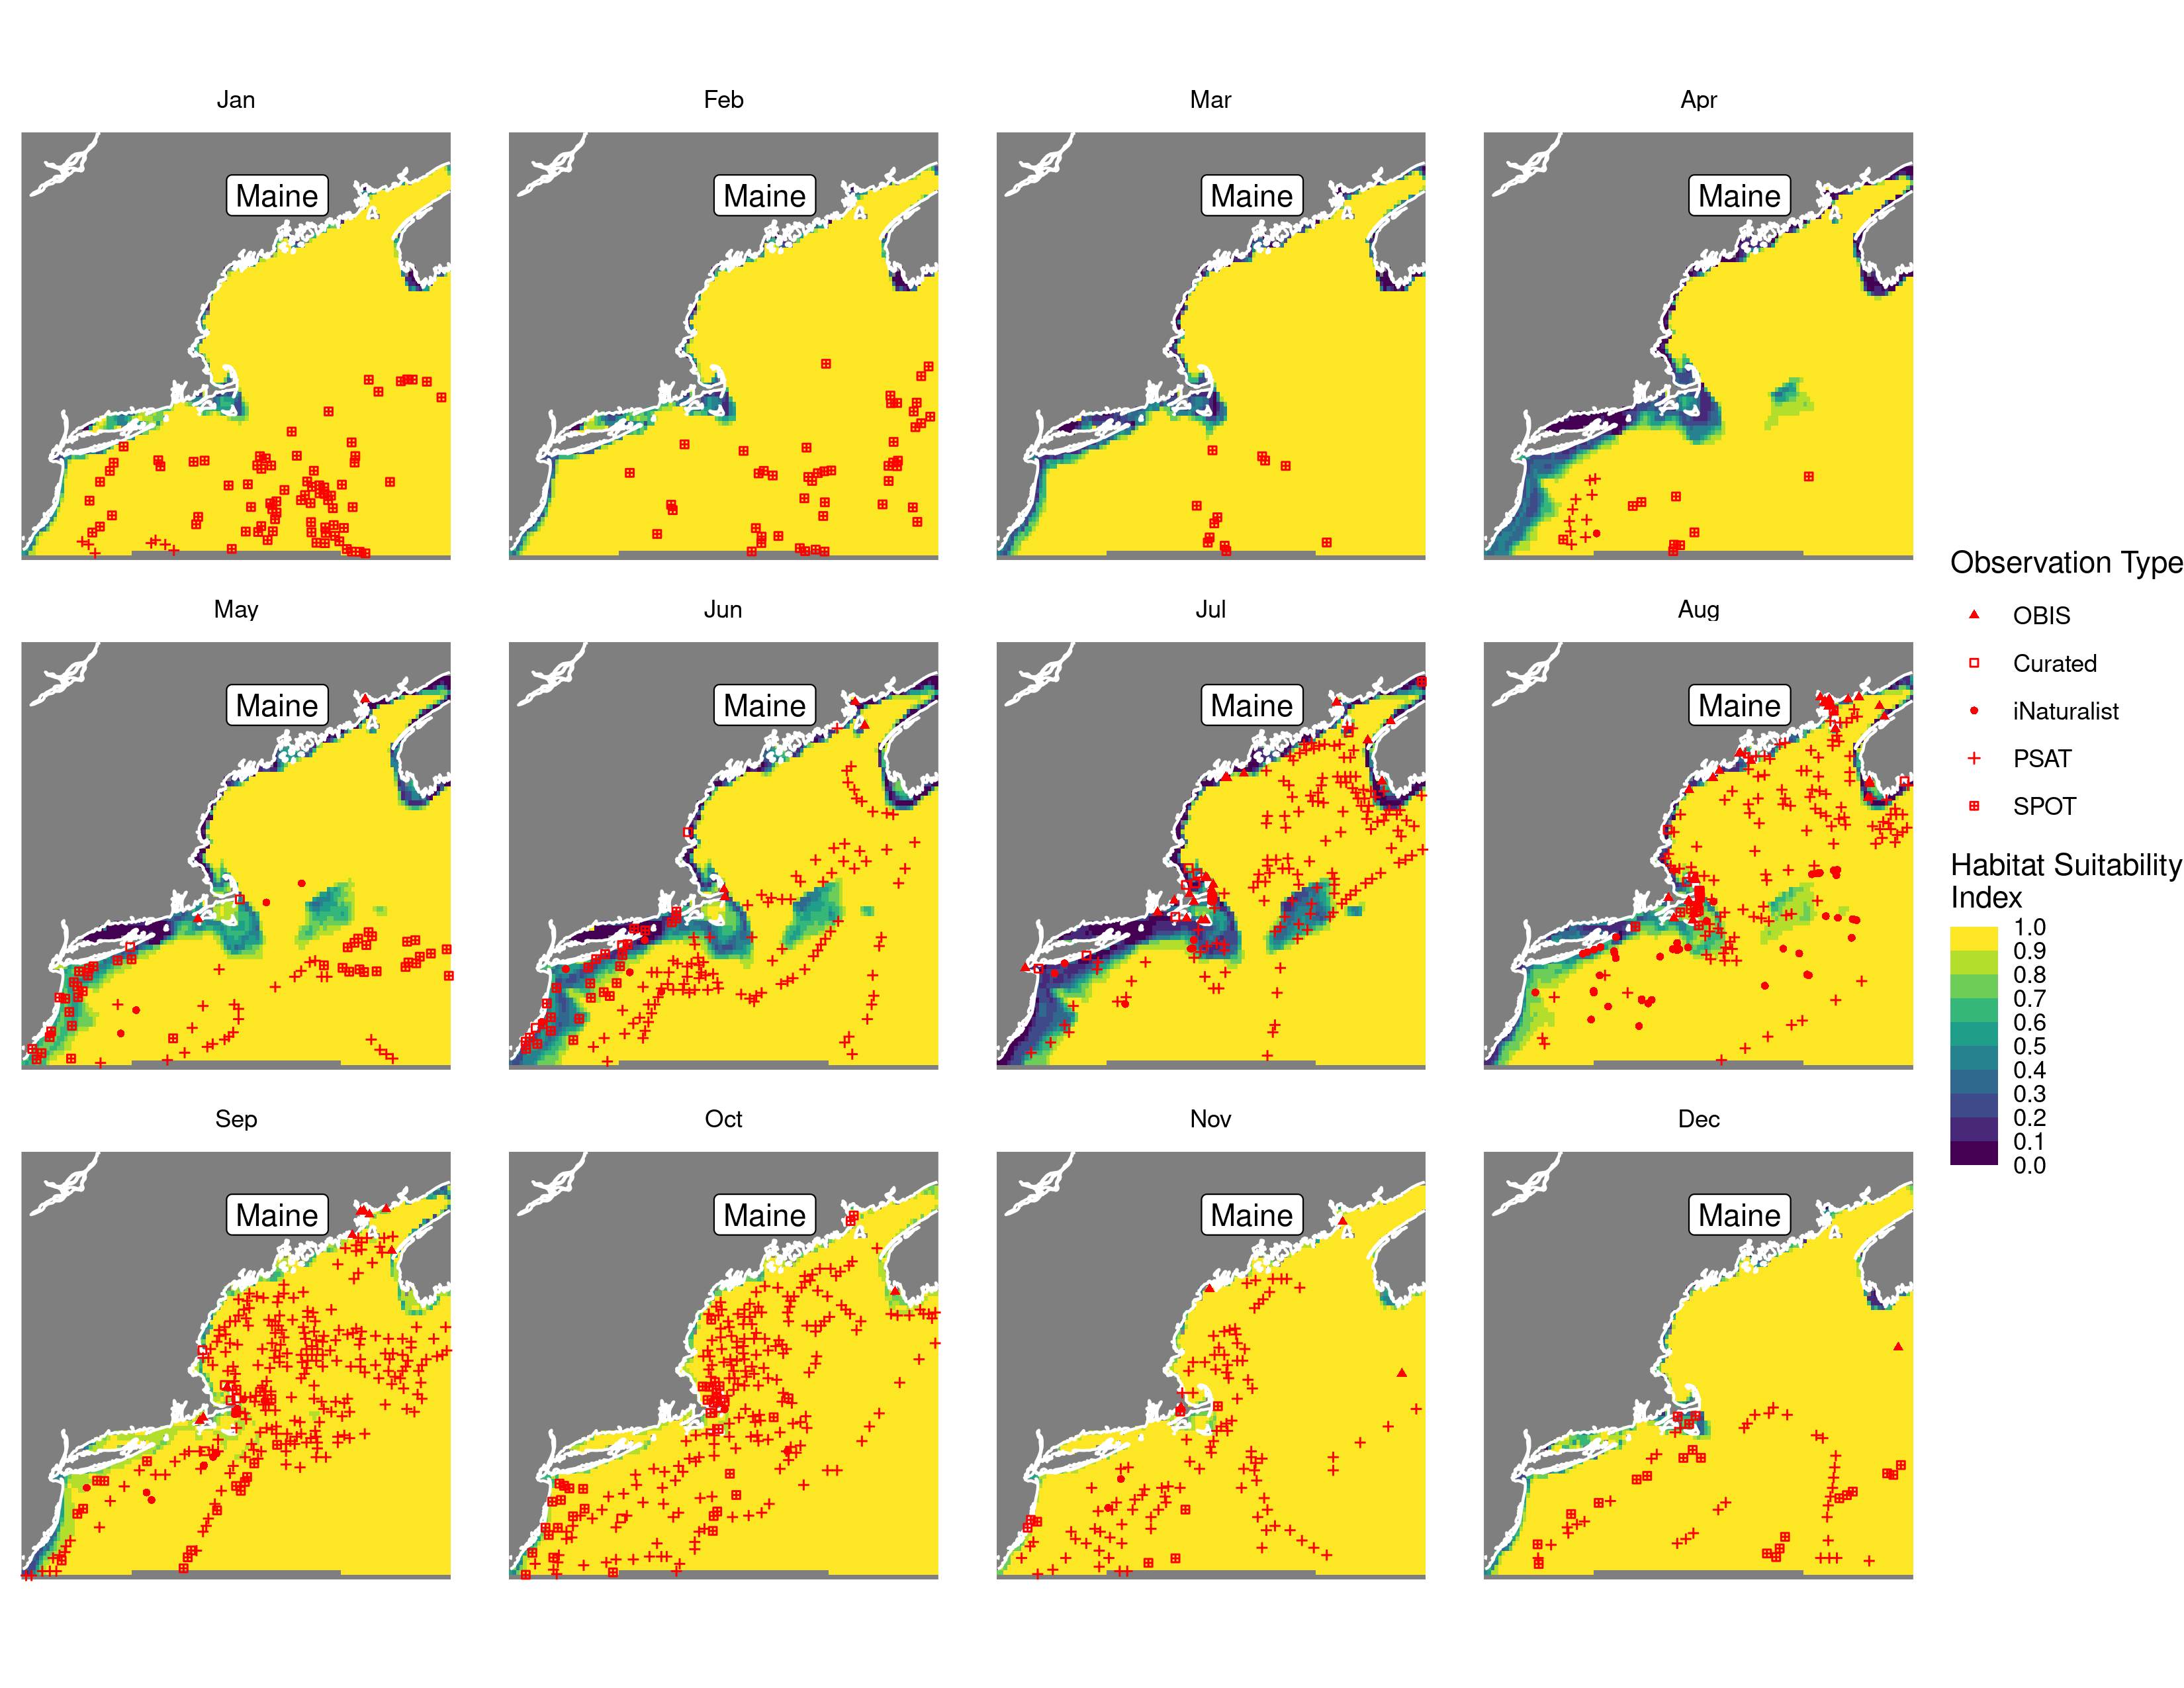 Jan
Feb
Mar
Apr
Maine
Maine
Maine
Maine
May
Jun
Jul
Aug
Maine
Maine
Maine
Maine
Sep
Oct
Nov
Dec
Maine
Maine
Maine
Maine
Observation Type
OBIS
Curated
iNaturalist
PSAT
SPOT
Habitat Suitability
Index
1.0
0.9
0.8
0.7
0.6
0.5
0.4
0.3
0.2
0.1
0.0